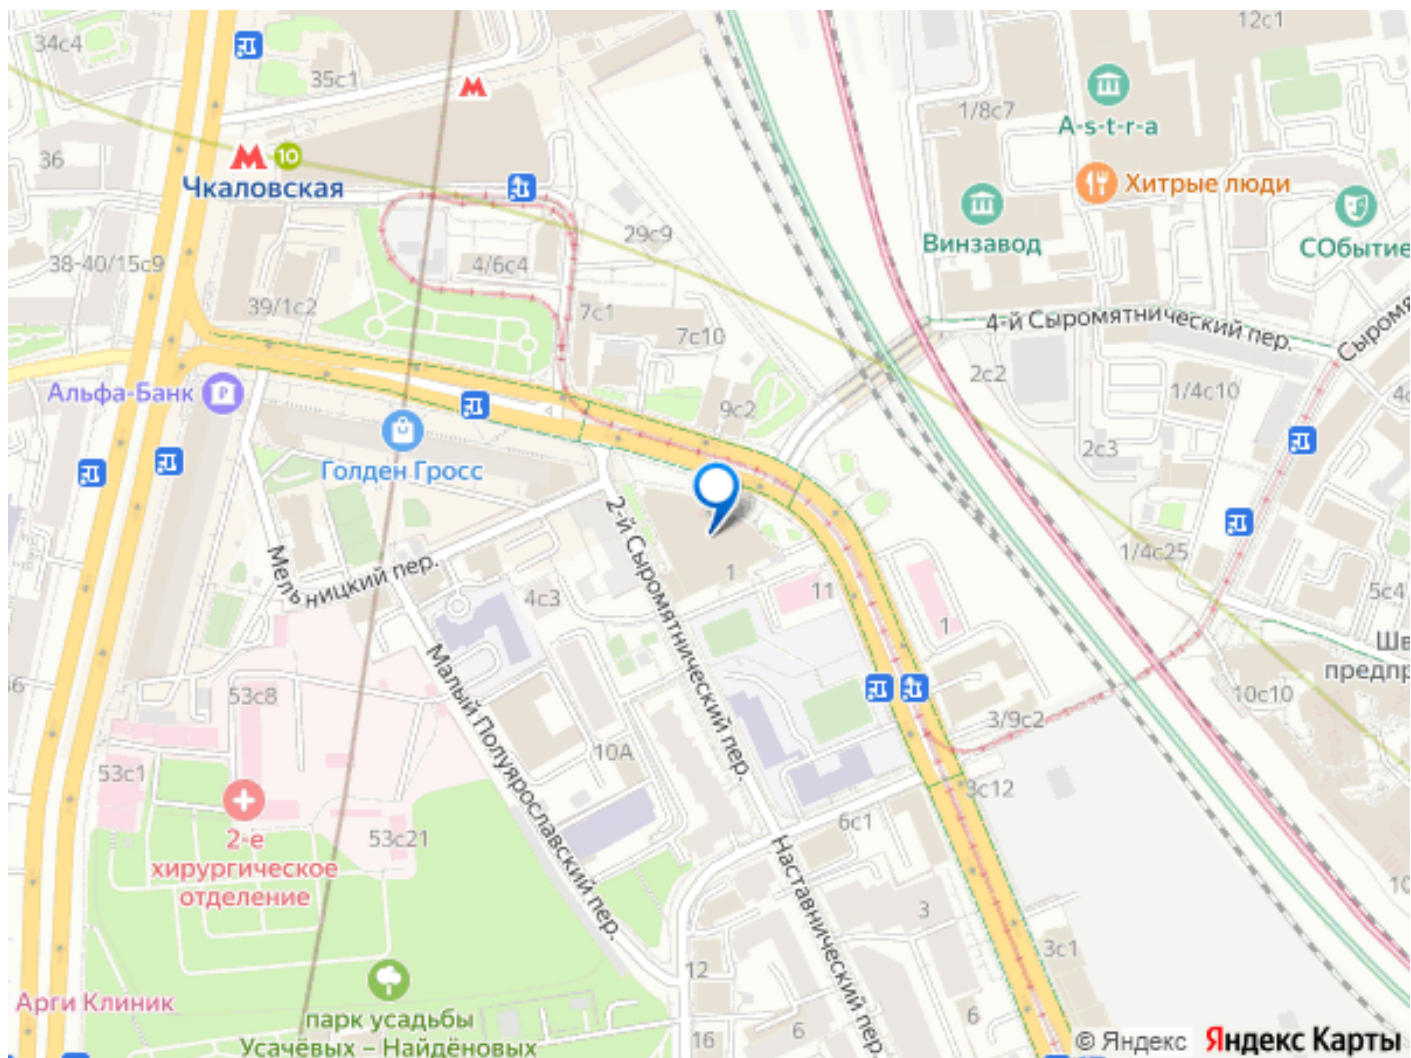 34с4
12с1
35с1
1/8с7
A-s-t-r-a
36
10
Чкаловская
Хитрые люди
29с9
Винзавод
СОбытие
38-40/15с9
4/6с4
39/1с2
7с1
7с10
4-й Сыромятнический пер.
2с2
Альфа-Банк
9с2
1/4с10
2с3
Голден Гросс
2-й Сыромятнический пер.
Мельницкий пер.
1
4с3
11
1
1/4с25
5с4
Малый Полуярославский пер.
53с8
3/9с2
10с10
53с1
10А
3с12
2-е
хирургическое
отделение
53с21
6с1
Наставнический пер.
3
3с1
12
Арги Клиник
парк усадьбы
Усачёвых – Найдёновых
16
6
6
© Яндекс Яндекс Карты